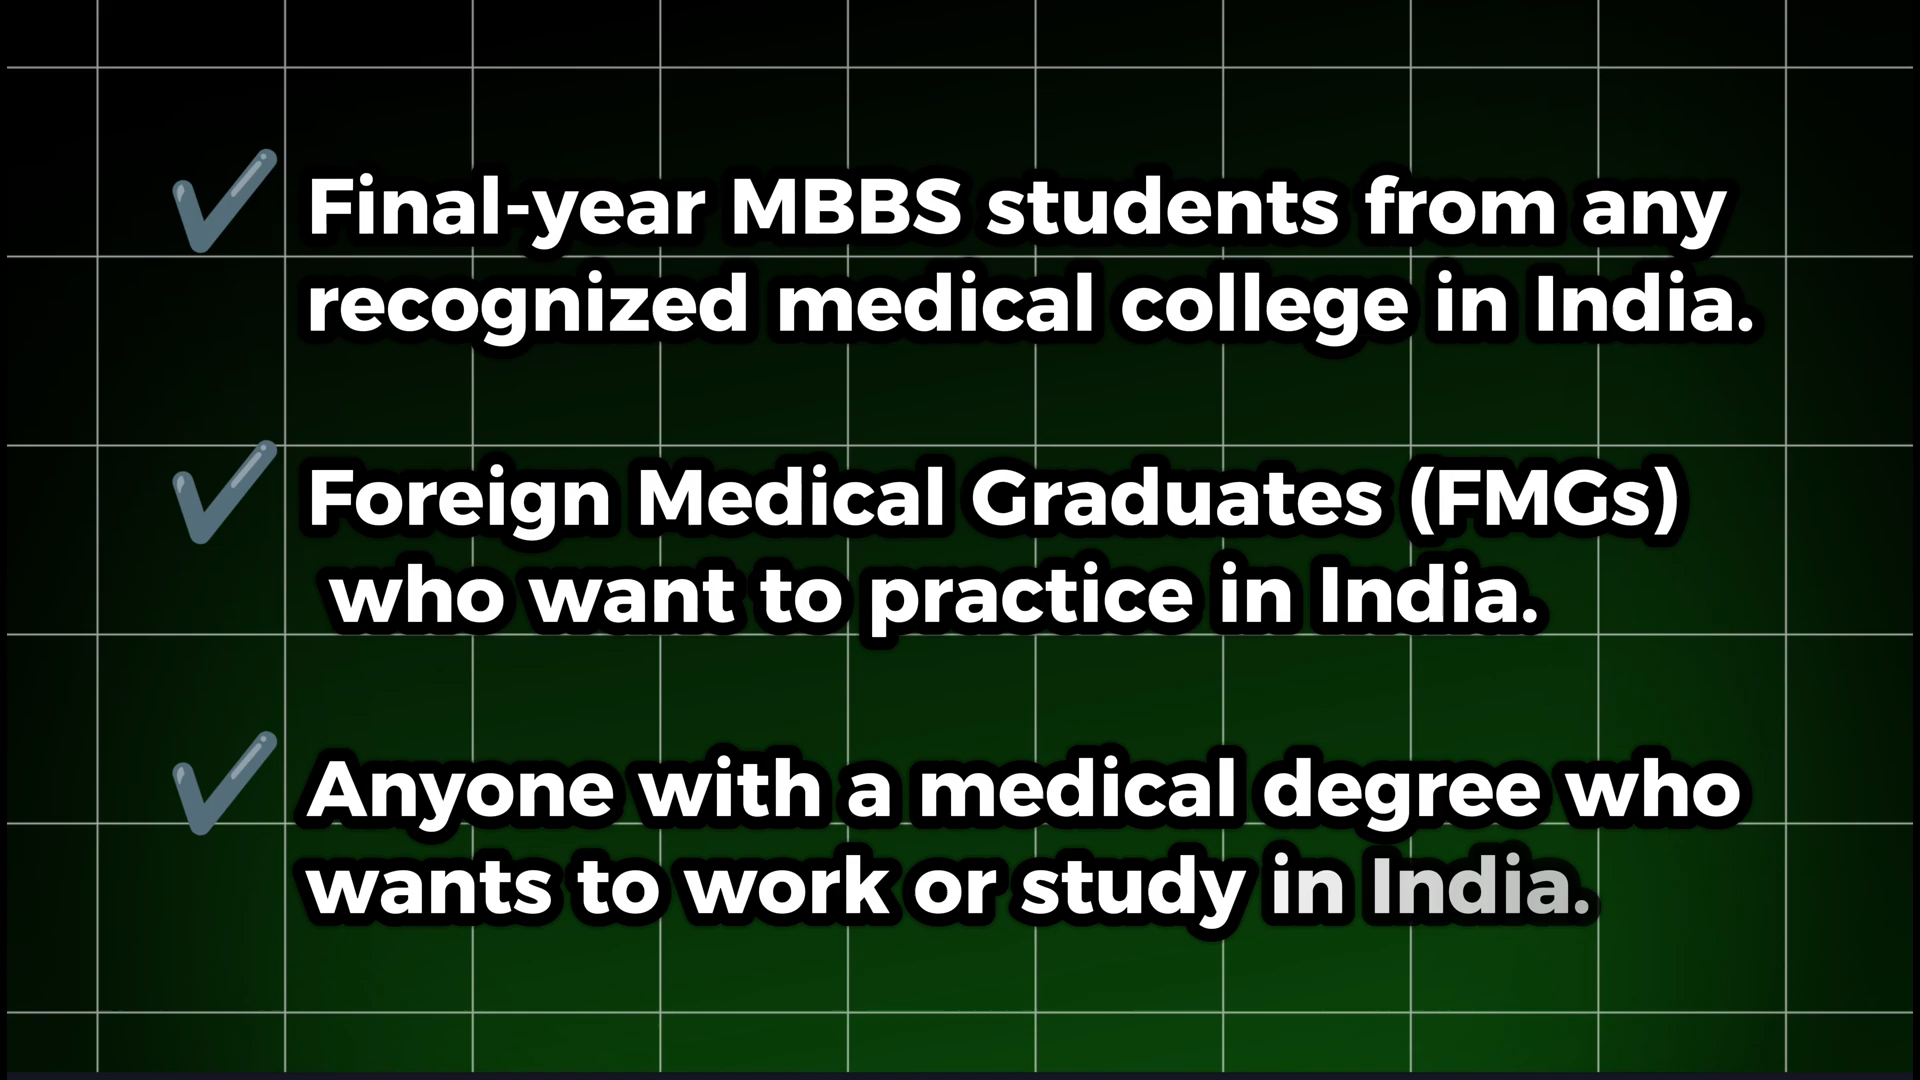 ✔ Final-year MBBS students from any
recognized medical college in India.
✔ Foreign Medical Graduates (FMGs)
who want to practice in India.
✔ Anyone with a medical degree who
wants to work or study in India.